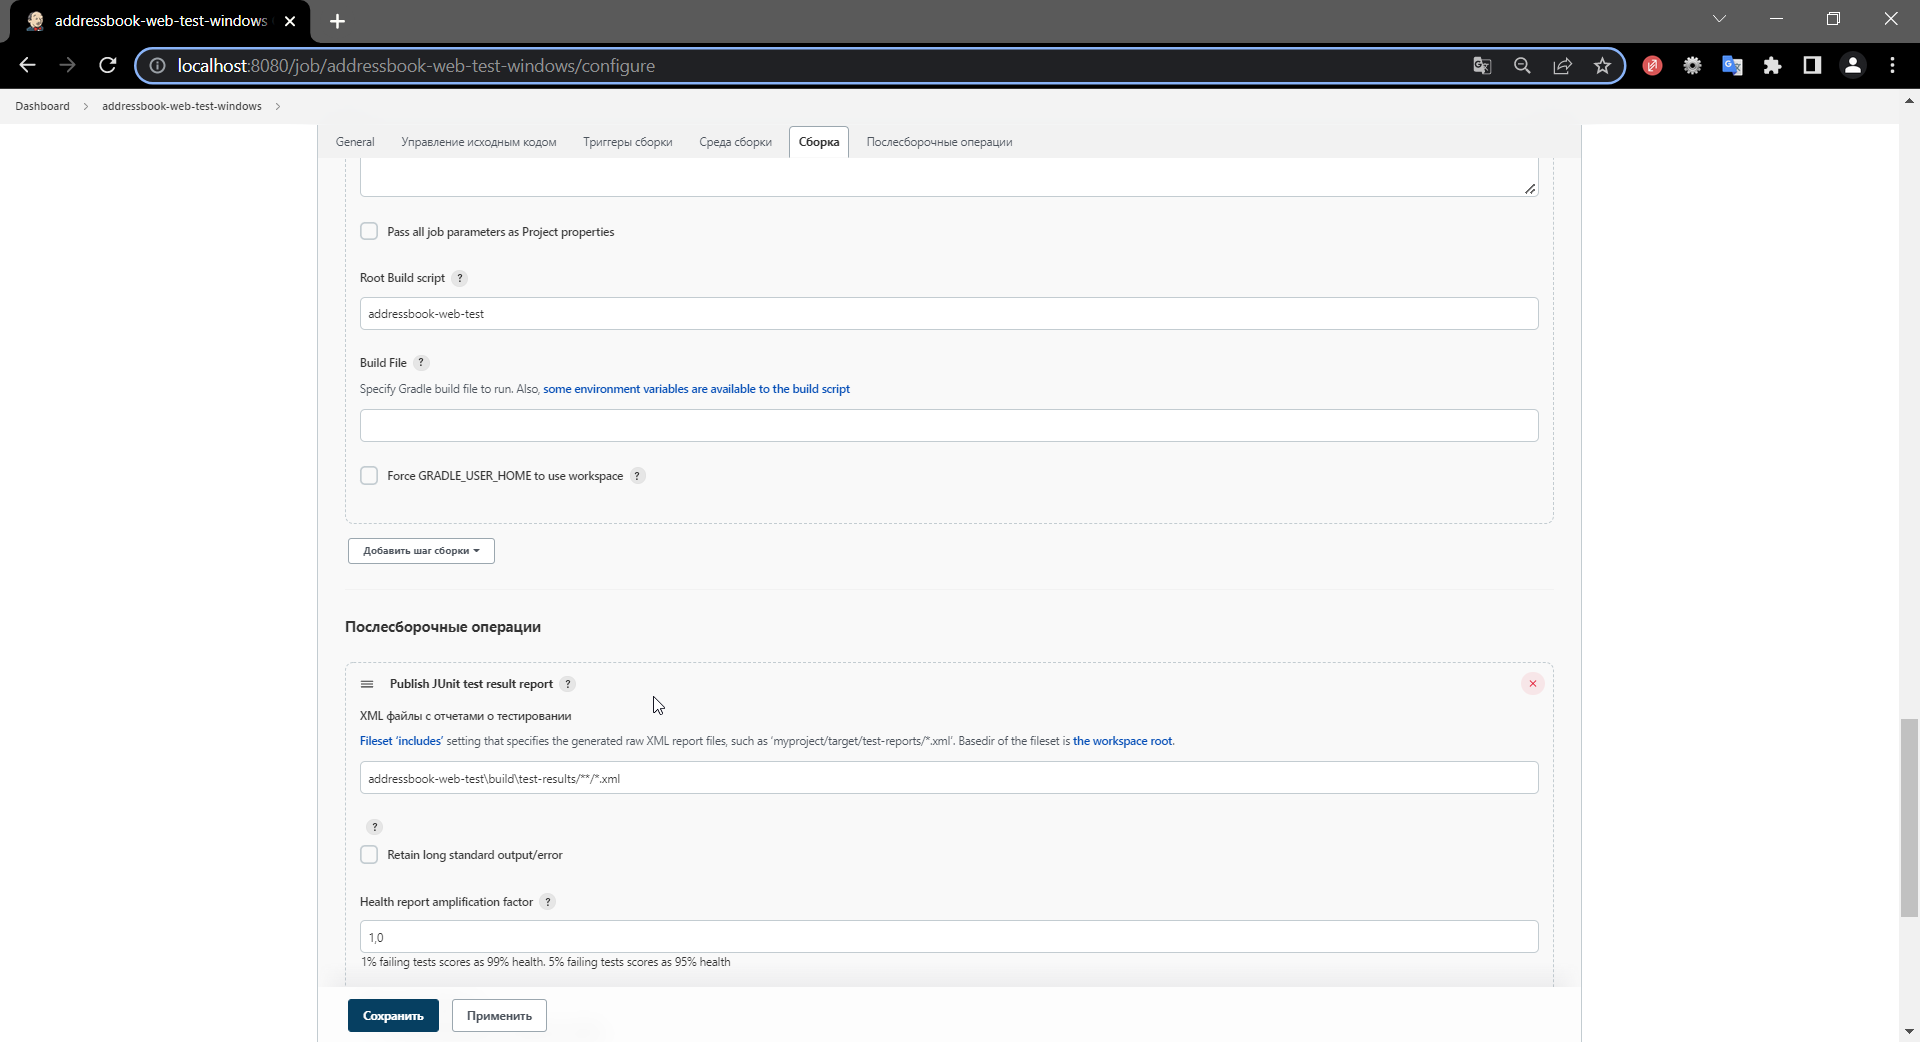 addressbook-web-test-windows
localhost:8080/job/addressbook-web-test-windows/configure
Dashboard addressbook-web-test-windows
General Управление исходным кодом Триггеры сборки Среда сборки Сборка Послесборочные операции
Pass all job parameters as Project properties
Root Build script ?
addressbook-web-test
Build File ?
Specify Gradle build file to run. Also, some environment variables are available to the build script
Force GRADLE_USER_HOME to use workspace ?
Добавить шаг сборки
Послесборочные операции
Publish JUnit test result report ?
XML файлы с отчетами о тестировании
Fileset 'includes' setting that specifies the generated raw XML report files, such as 'myproject/target/test-reports/*.xml'. Basedir of the fileset is the workspace root.
addressbook-web-test\build\test-results/**/*.xml
?
Retain long standard output/error
Health report amplification factor ?
1,0
1% failing tests scores as 99% health. 5% failing tests scores as 95% health
Сохранить Применить